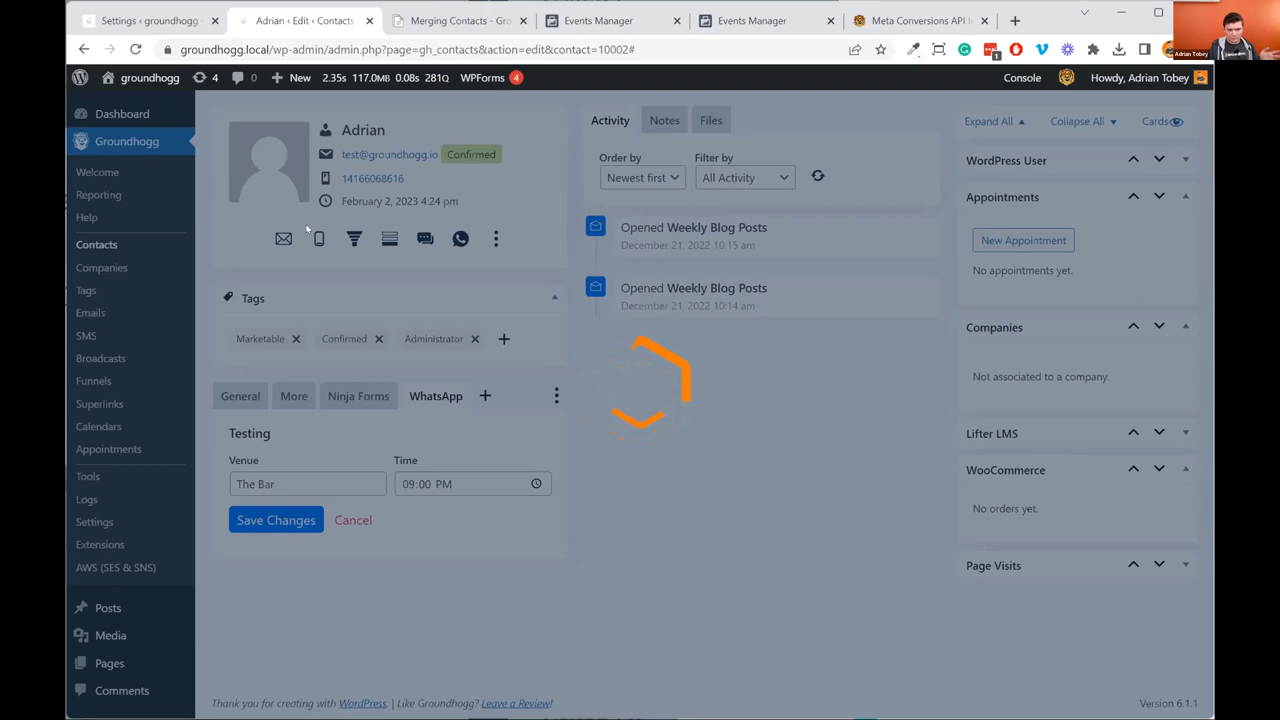 Settings ‹ groundhogg
Adrian ‹ Edit ‹ Contacts
Merging Contacts - Gro
Events Manager
Events Manager
Meta Conversions API I
groundhogg.local/wp-admin/admin.php?page=gh_contacts&action=edit&contact=10002#
Adrian Tobey
groundhogg
4
0
New
2.35s 117.0MB 0.08s 281Q
WPForms 4
Console
Howdy, Adrian Tobey
Dashboard
Groundhogg
Welcome
Reporting
Help
Contacts
Companies
Tags
Emails
SMS
Broadcasts
Funnels
Superlinks
Calendars
Appointments
Tools
Logs
Settings
Extensions
AWS (SES & SNS)
Posts
Media
Pages
Comments
Adrian
test@groundhogg.io Confirmed
14166068616
February 2, 2023 4:24 pm
Tags
Marketable
Confirmed
Administrator
General
More
Ninja Forms
WhatsApp
Testing
Venue
Time
The Bar
09:00 PM
Save Changes
Cancel
Activity
Notes
Files
Order by
Filter by
Newest first
All Activity
Opened Weekly Blog Posts
December 21, 2022 10:15 am
Opened Weekly Blog Posts
December 21, 2022 10:14 am
Expand All
Collapse All
Cards
WordPress User
Appointments
New Appointment
No appointments yet.
Companies
Not associated to a company.
Lifter LMS
WooCommerce
No orders yet.
Page Visits
Thank you for creating with WordPress. | Like Groundhogg? Leave a Review!
Version 6.1.1